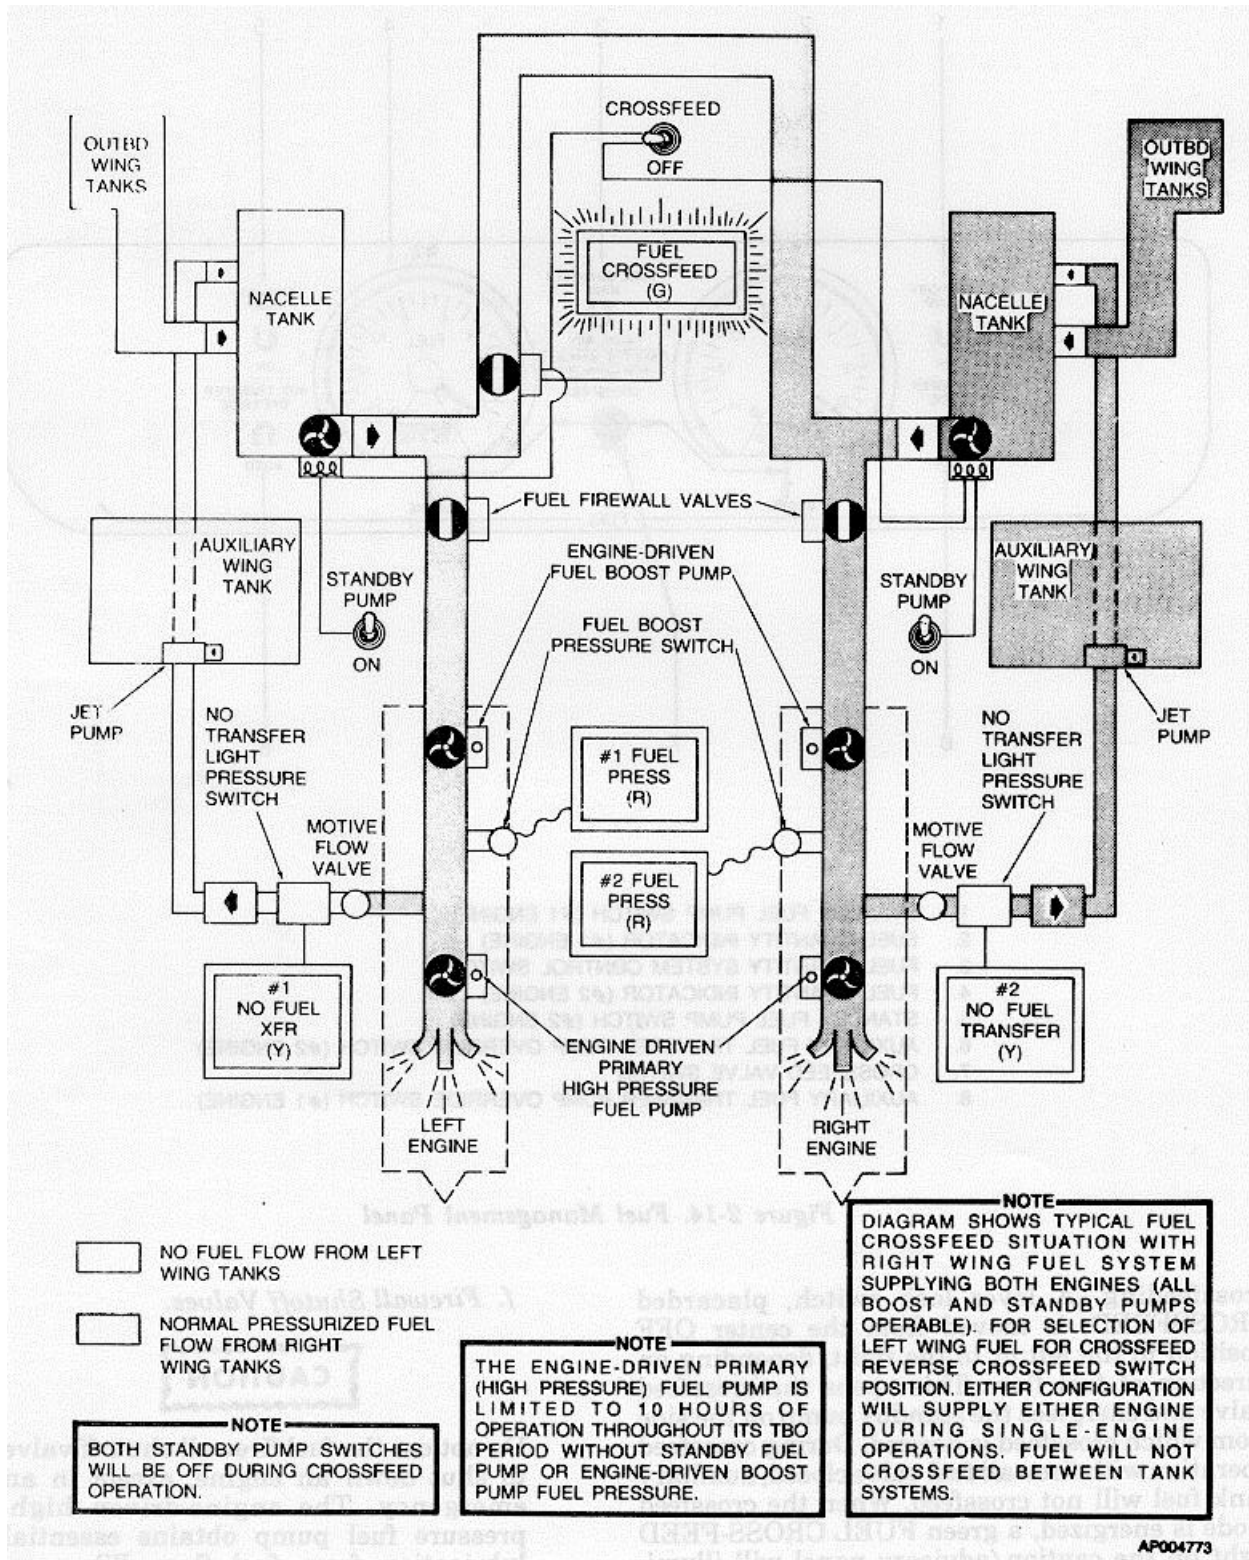 CROSSFEED
OFF
OUTBD
WING
TANKS
OUTBD
WING
TANKS
FUEL
CROSSFEED
(G)
NACELLE
TANK
NACELLE
TANK
FUEL FIREWALL VALVES
AUXILIARY
WING
TANK
ENGINE-DRIVEN
FUEL BOOST PUMP
AUXILIARY
WING
TANK
STANDBY
PUMP
ON
STANDBY
PUMP
ON
FUEL BOOST
PRESSURE SWITCH
JET
PUMP
NO
TRANSFER
LIGHT
PRESSURE
SWITCH
#1 FUEL
PRESS
(R)
NO
TRANSFER
LIGHT
PRESSURE
SWITCH
JET
PUMP
MOTIVE
FLOW
VALVE
#2 FUEL
PRESS
(R)
MOTIVE
FLOW
VALVE
#1
NO FUEL
XFR
(Y)
#2
NO FUEL
TRANSFER
(Y)
ENGINE DRIVEN
PRIMARY
HIGH PRESSURE
FUEL PUMP
LEFT
ENGINE
RIGHT
ENGINE
NO FUEL FLOW FROM LEFT
WING TANKS
NORMAL PRESSURIZED FUEL
FLOW FROM RIGHT
WING TANKS
NOTE
BOTH STANDBY PUMP SWITCHES
WILL BE OFF DURING CROSSFEED
OPERATION.
NOTE
THE ENGINE-DRIVEN PRIMARY
(HIGH PRESSURE) FUEL PUMP IS
LIMITED TO 10 HOURS OF
OPERATION THROUGHOUT ITS TBO
PERIOD WITHOUT STANDBY FUEL
PUMP OR ENGINE-DRIVEN BOOST
PUMP FUEL PRESSURE.
NOTE
DIAGRAM SHOWS TYPICAL FUEL
CROSSFEED SITUATION WITH
RIGHT WING FUEL SYSTEM
SUPPLYING BOTH ENGINES (ALL
BOOST AND STANDBY PUMPS
OPERABLE). FOR SELECTION OF
LEFT WING FUEL FOR CROSSFEED
REVERSE CROSSFEED SWITCH
POSITION. EITHER CONFIGURATION
WILL SUPPLY EITHER ENGINE
DURING SINGLE-ENGINE
OPERATIONS. FUEL WILL NOT
CROSSFEED BETWEEN TANK
SYSTEMS.
AP004773